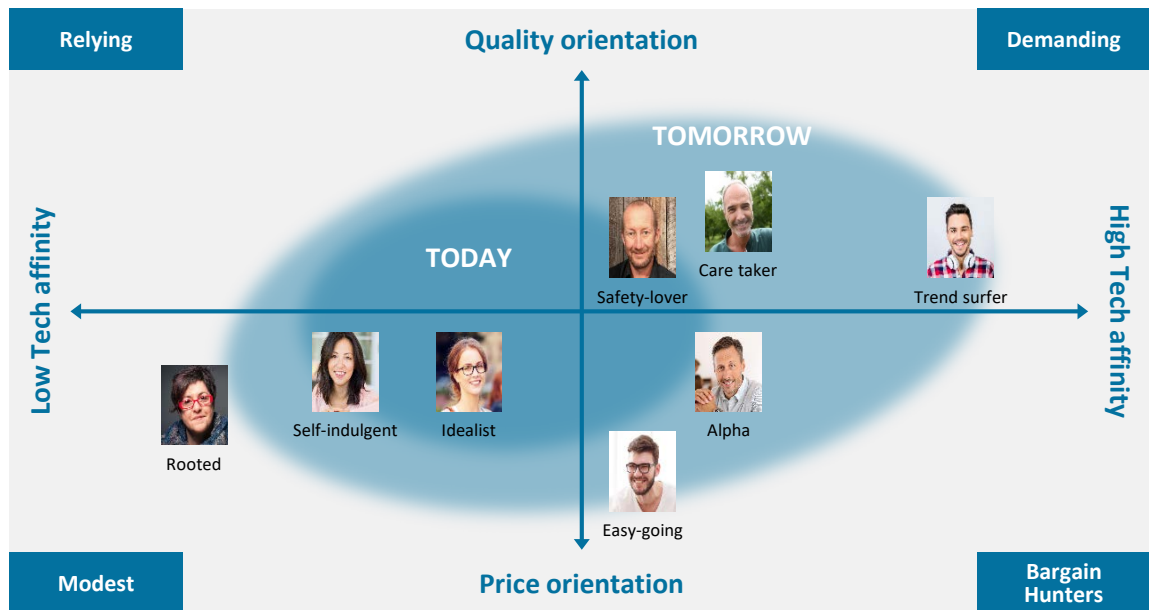 Relying
Quality orientation
Demanding
TOMORROW
TODAY
Care taker
Safety-lover
Trend surfer
Low Tech affinity
High Tech affinity
Self-indulgent
Idealist
Alpha
Rooted
Easy-going
Modest
Price orientation
Bargain
Hunters